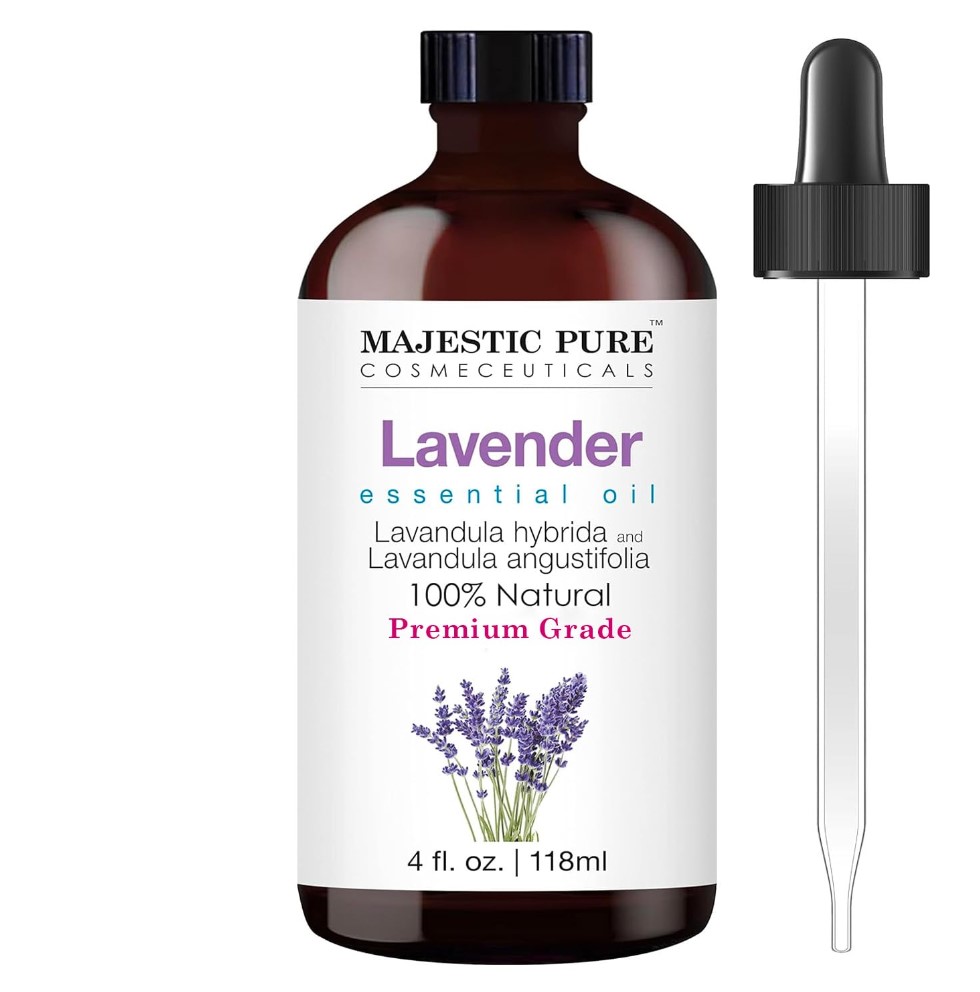 MAJESTIC PURE™
COSMECEUTICALS
Lavender
essential oil
Lavandula hybrida and
Lavandula angustifolia
100% Natural
Premium Grade
4 fl. oz. | 118ml